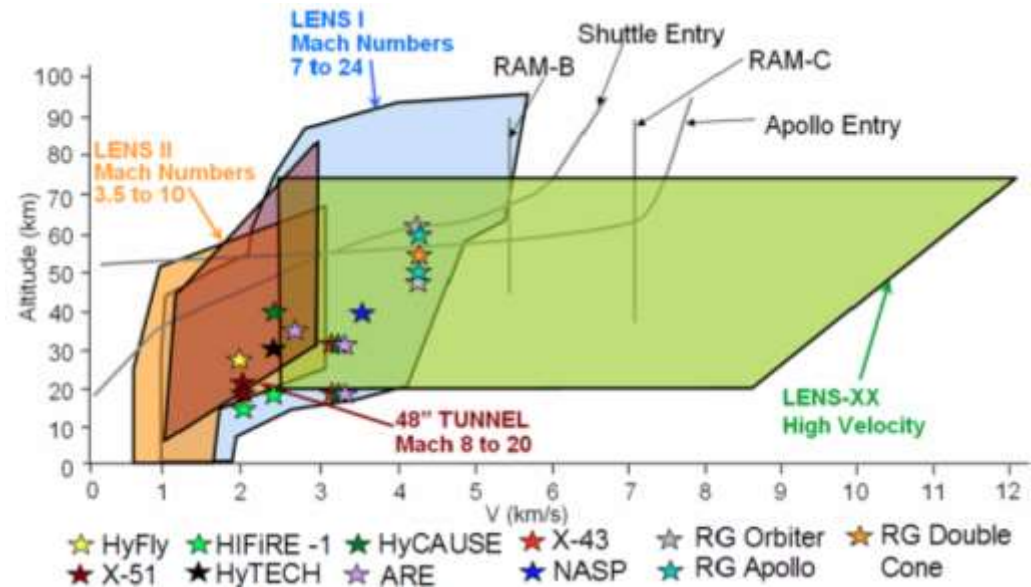 LENS I
Mach Numbers
7 to 24
Shuttle Entry
RAM-B
RAM-C
Apollo Entry
LENS II
Mach Numbers
3.5 to 10
Altitude (km)
100
90
80
70
60
50
40
30
20
10
0
48” TUNNEL
Mach 8 to 20
LENS-XX
High Velocity
0 1 2 3 4 5 6 7 8 9 10 11 12
V (km/s)
HyFly HIFiRE -1 HyCAUSE X-43 RG Orbiter RG Double
X-51 HyTECH ARE NASP RG Apollo Cone